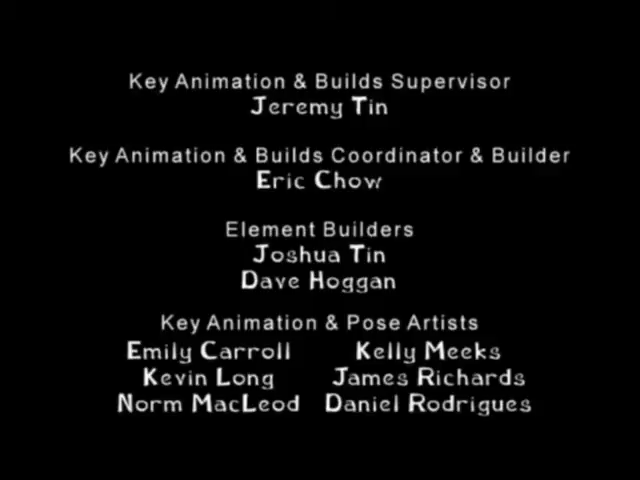 Key Animation & Builds Supervisor
Jeremy Tin
Key Animation & Builds Coordinator & Builder
Eric Chow
Element Builders
Joshua Tin
Dave Hoggan
Key Animation & Pose Artists
Emily Carroll Kelly Meeks
Kevin Long James Richards
Norm MacLeod Daniel Rodrigues